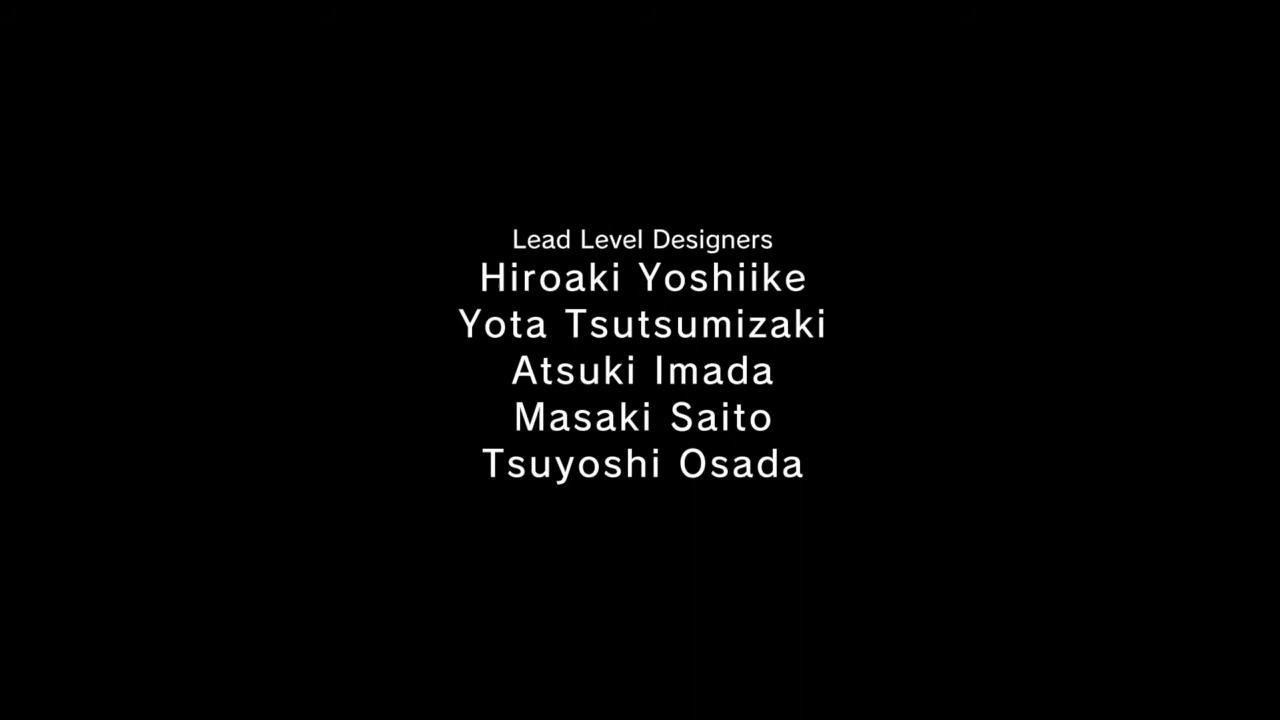 Lead Level Designers
Hiroaki Yoshiike
Yota Tsutsumizaki
Atsuki Imada
Masaki Saito
Tsuyoshi Osada